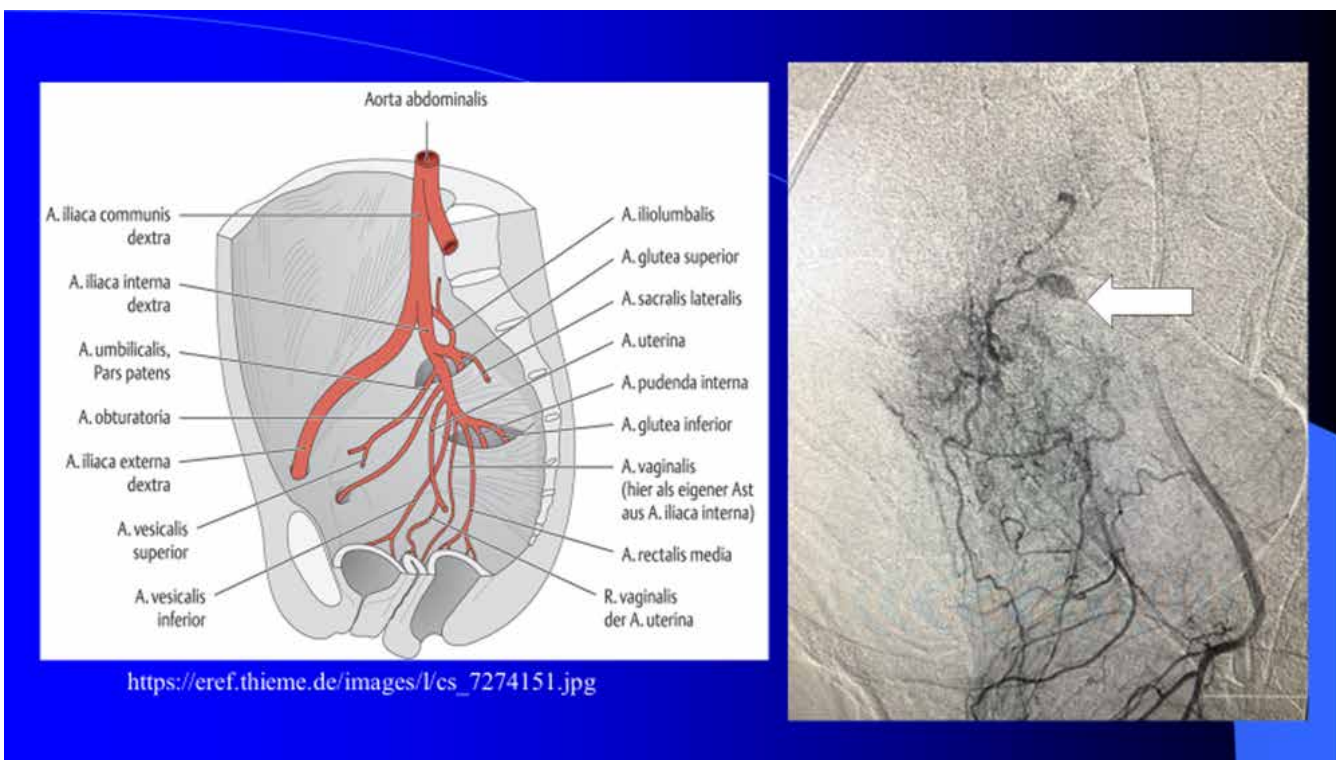 Aorta abdominalis
A. iliaca communis
dextra
A. iliaca interna
dextra
A. umbilicalis,
Pars patens
A. obturatoria
A. iliaca externa
dextra
A. vesicalis
superior
A. vesicalis
inferior
A. iliolumbalis
A. glutea superior
A. sacralis lateralis
A. uterina
A. pudenda interna
A. glutea inferior
A. vaginalis
(hier als eigener Ast
aus A. iliaca interna)
A. rectalis media
R. vaginalis
der A. uterina
https://eref.thieme.de/images/l/cs_7274151.jpg